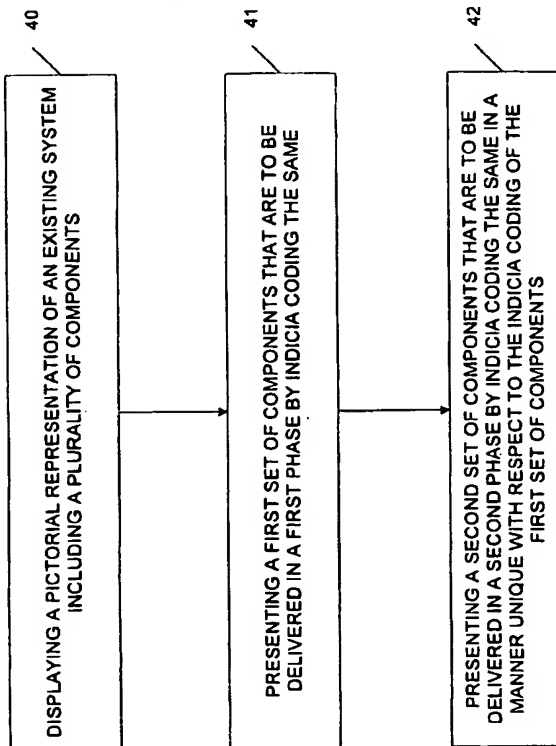 DISPLAYING A PICTORIAL REPRESENTATION OF AN EXISTING SYSTEM
INCLUDING A PLURALITY OF COMPONENTS
40
PRESENTING A FIRST SET OF COMPONENTS THAT ARE TO BE
DELIVERED IN A FIRST PHASE BY INDICIA CODING THE SAME
41
PRESENTING A SECOND SET OF COMPONENTS THAT ARE TO BE
DELIVERED IN A SECOND PHASE BY INDICIA CODING THE SAME IN A
MANNER UNIQUE WITH RESPECT TO THE INDICIA CODING OF THE
FIRST SET OF COMPONENTS
42